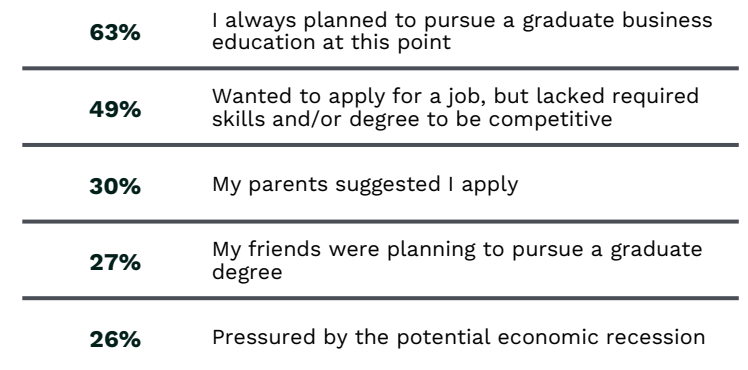 63%
I always planned to pursue a graduate business
education at this point
49%
Wanted to apply for a job, but lacked required
skills and/or degree to be competitive
30%
My parents suggested I apply
27%
My friends were planning to pursue a graduate
degree
26%
Pressured by the potential economic recession